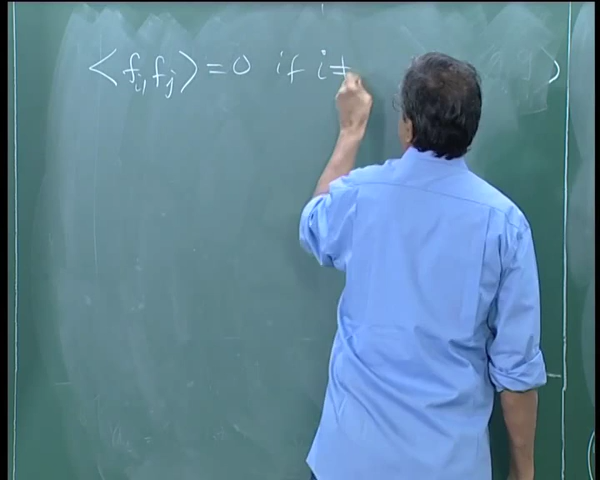 <f_i, f_j> = 0 if i ≠